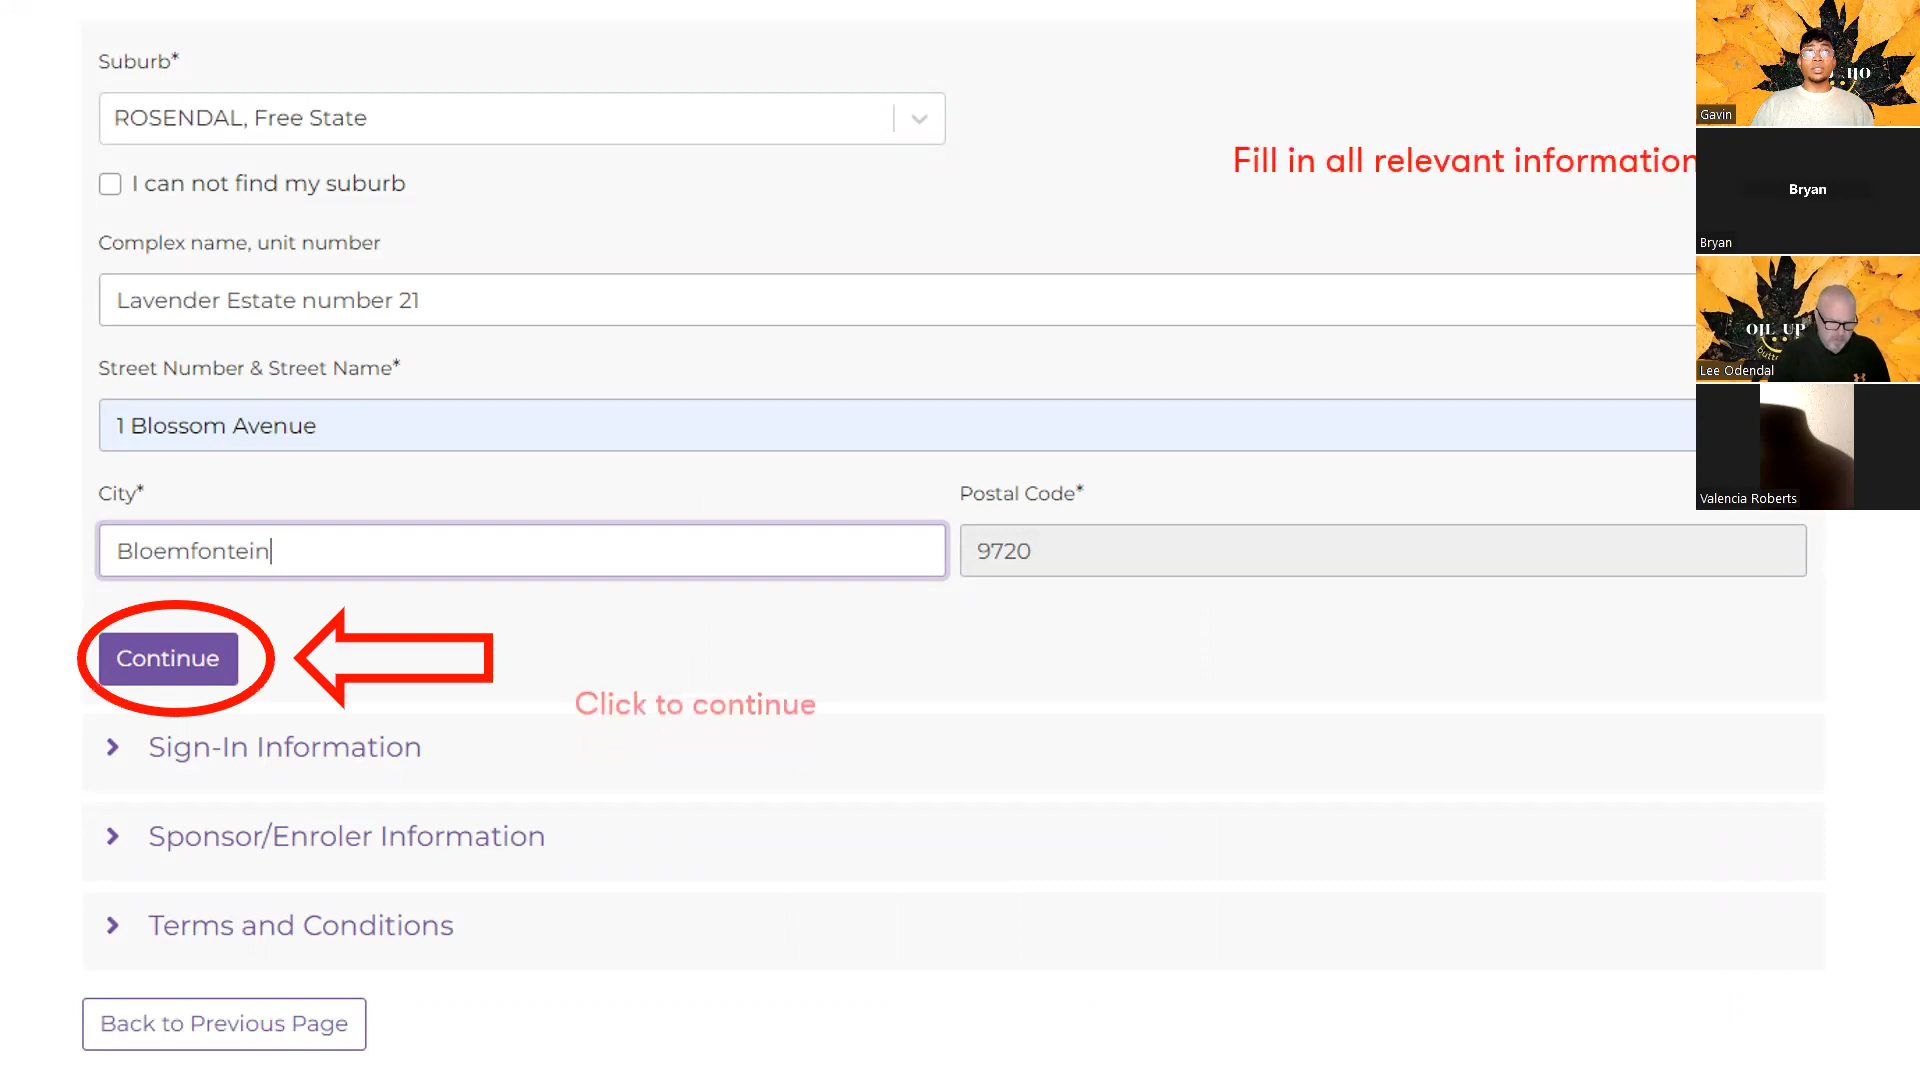 Suburb*
ROSENDAL, Free State
I can not find my suburb
Fill in all relevant information
Complex name, unit number
Lavender Estate number 21
Street Number & Street Name*
1 Blossom Avenue
City*
Postal Code*
Bloemfontein
9720
Continue
Click to continue
Sign-In Information
Sponsor/Enroler Information
Terms and Conditions
Back to Previous Page
HO
Gavin
Bryan
Bryan
OIL UP
Lee Odendal
Valencia Roberts